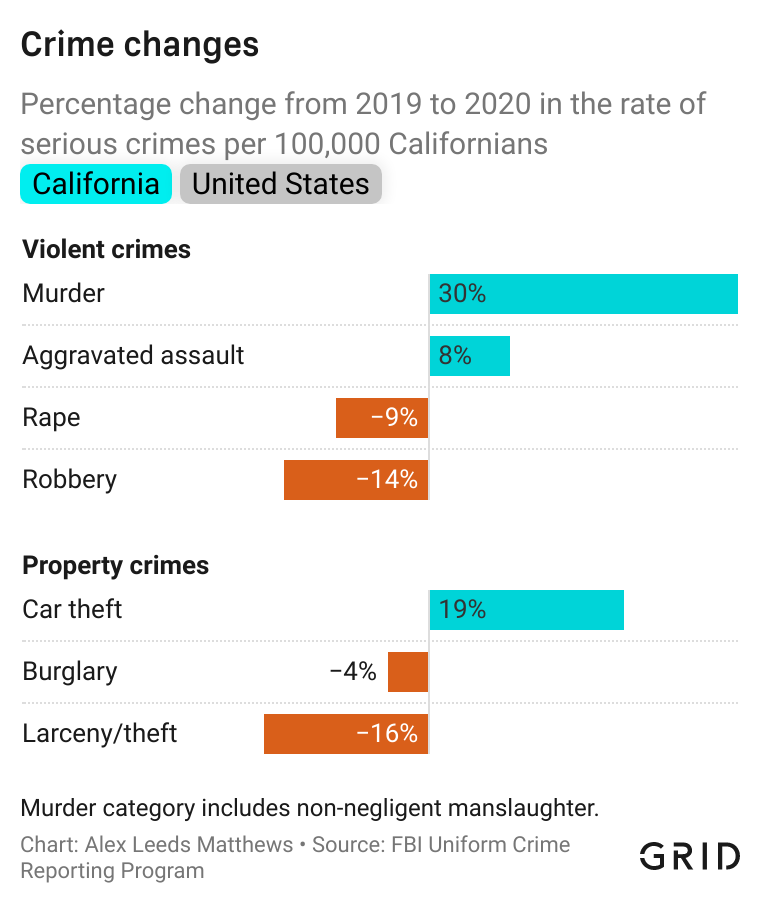 Crime changes
Percentage change from 2019 to 2020 in the rate of
serious crimes per 100,000 Californians
California United States
Violent crimes
Murder 30%
Aggravated assault 8%
Rape −9%
Robbery −14%
Property crimes
Car theft 19%
Burglary −4%
Larceny/theft −16%
Murder category includes non-negligent manslaughter.
Chart: Alex Leeds Matthews • Source: FBI Uniform Crime
Reporting Program
GRID